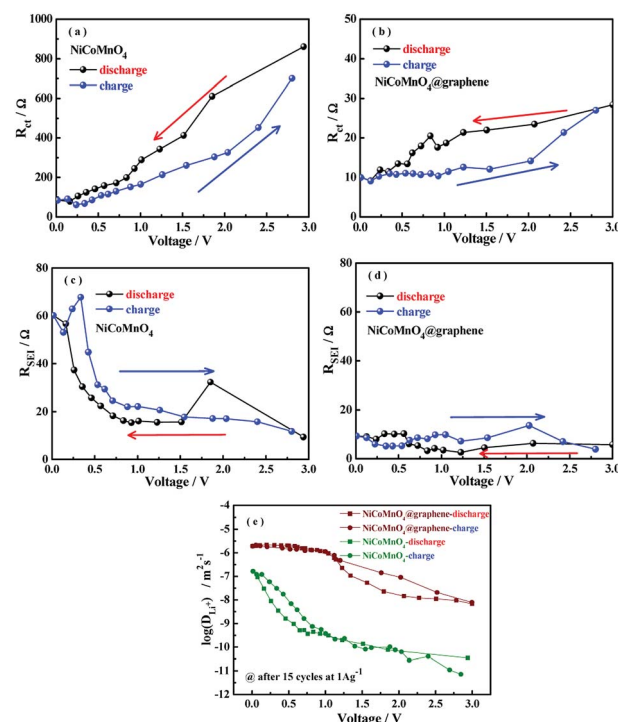 ( a )
NiCoMnO4
discharge
charge
Rct / Ω
1000
800
600
400
200
0
0.0 0.5 1.0 1.5 2.0 2.5 3.0
Voltage / V
( b )
discharge
charge
NiCoMnO4@graphene
Rct / Ω
40
30
20
10
0
0.0 0.5 1.0 1.5 2.0 2.5 3.0
Voltage / V
( c )
discharge
charge
NiCoMnO4
RSEI / Ω
80
60
40
20
0
0.0 0.5 1.0 1.5 2.0 2.5 3.0
Voltage / V
( d )
discharge
charge
NiCoMnO4@graphene
RSEI / Ω
80
60
40
20
0
0.0 0.5 1.0 1.5 2.0 2.5 3.0
Voltage / V
( e )
NiCoMnO4@graphene-discharge
NiCoMnO4@graphene-charge
NiCoMnO4-discharge
NiCoMnO4-charge
log(DLi+) / m2s-1
-4
-5
-6
-7
-8
-9
-10
-11
-12
@ after 15 cycles at 1Ag-1
0.0 0.5 1.0 1.5 2.0 2.5 3.0 3.5
Voltage / V